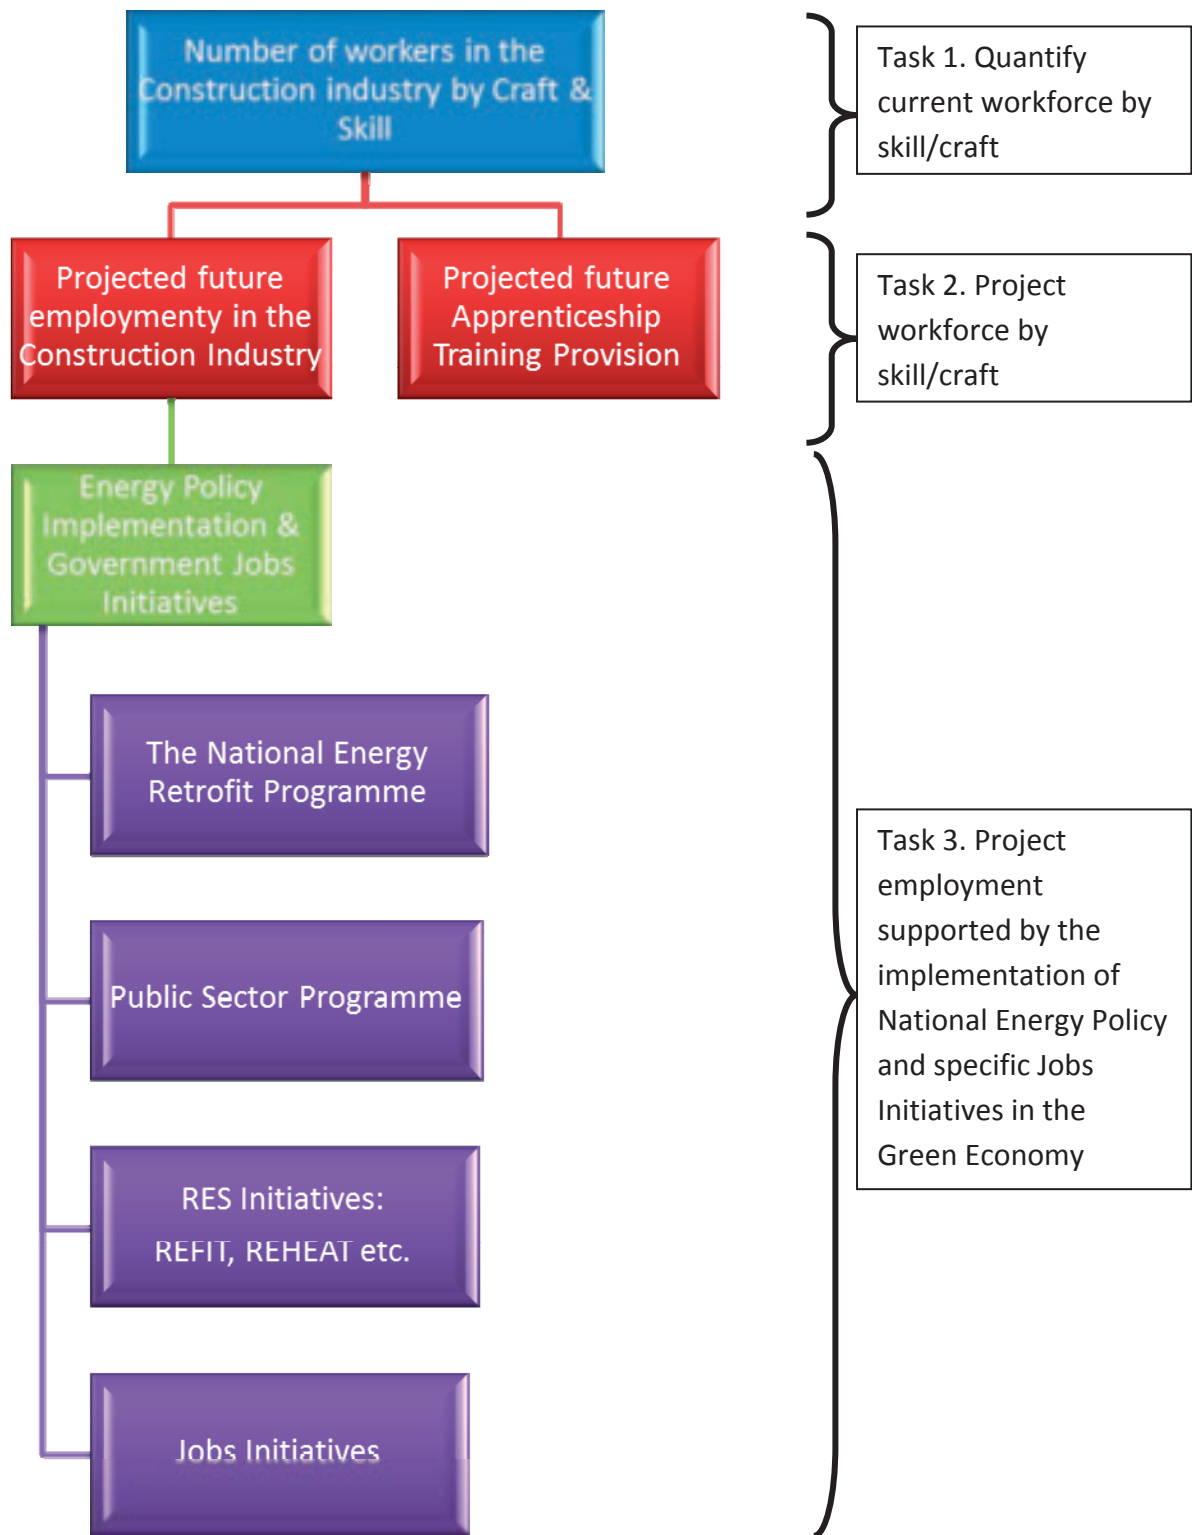 Number of workers in the
Construction industry by Craft &
Skill
Task 1. Quantify
current workforce by
skill/craft
Projected future
employmenty in the
Construction Industry
Projected future
Apprenticeship
Training Provision
Task 2. Project
workforce by
skill/craft
Energy Policy
Implementation &
Government Jobs
Initiatives
The National Energy
Retrofit Programme
Public Sector Programme
RES Initiatives:
REFIT, REHEAT etc.
Jobs Initiatives
Task 3. Project
employment
supported by the
implementation of
National Energy Policy
and specific Jobs
Initiatives in the
Green Economy